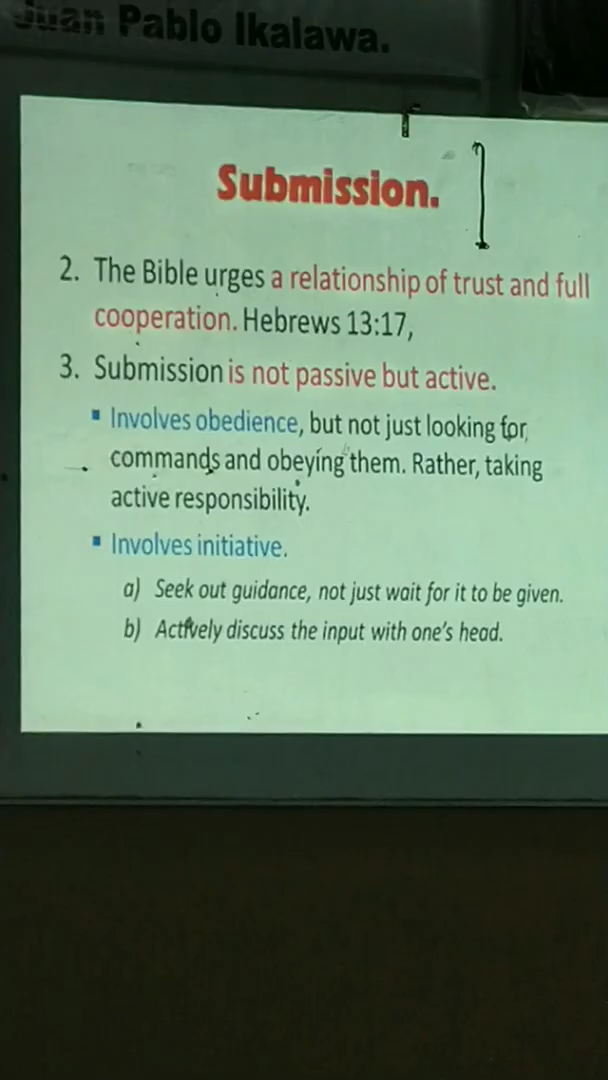 Juan Pablo Ikalawa.
Submission.
2. The Bible urges a relationship of trust and full
cooperation. Hebrews 13:17,
3. Submission is not passive but active.
▪ Involves obedience, but not just looking for
commands and obeying them. Rather, taking
active responsibility.
▪ Involves initiative.
a) Seek out guidance, not just wait for it to be given.
b) Actively discuss the input with one's head.